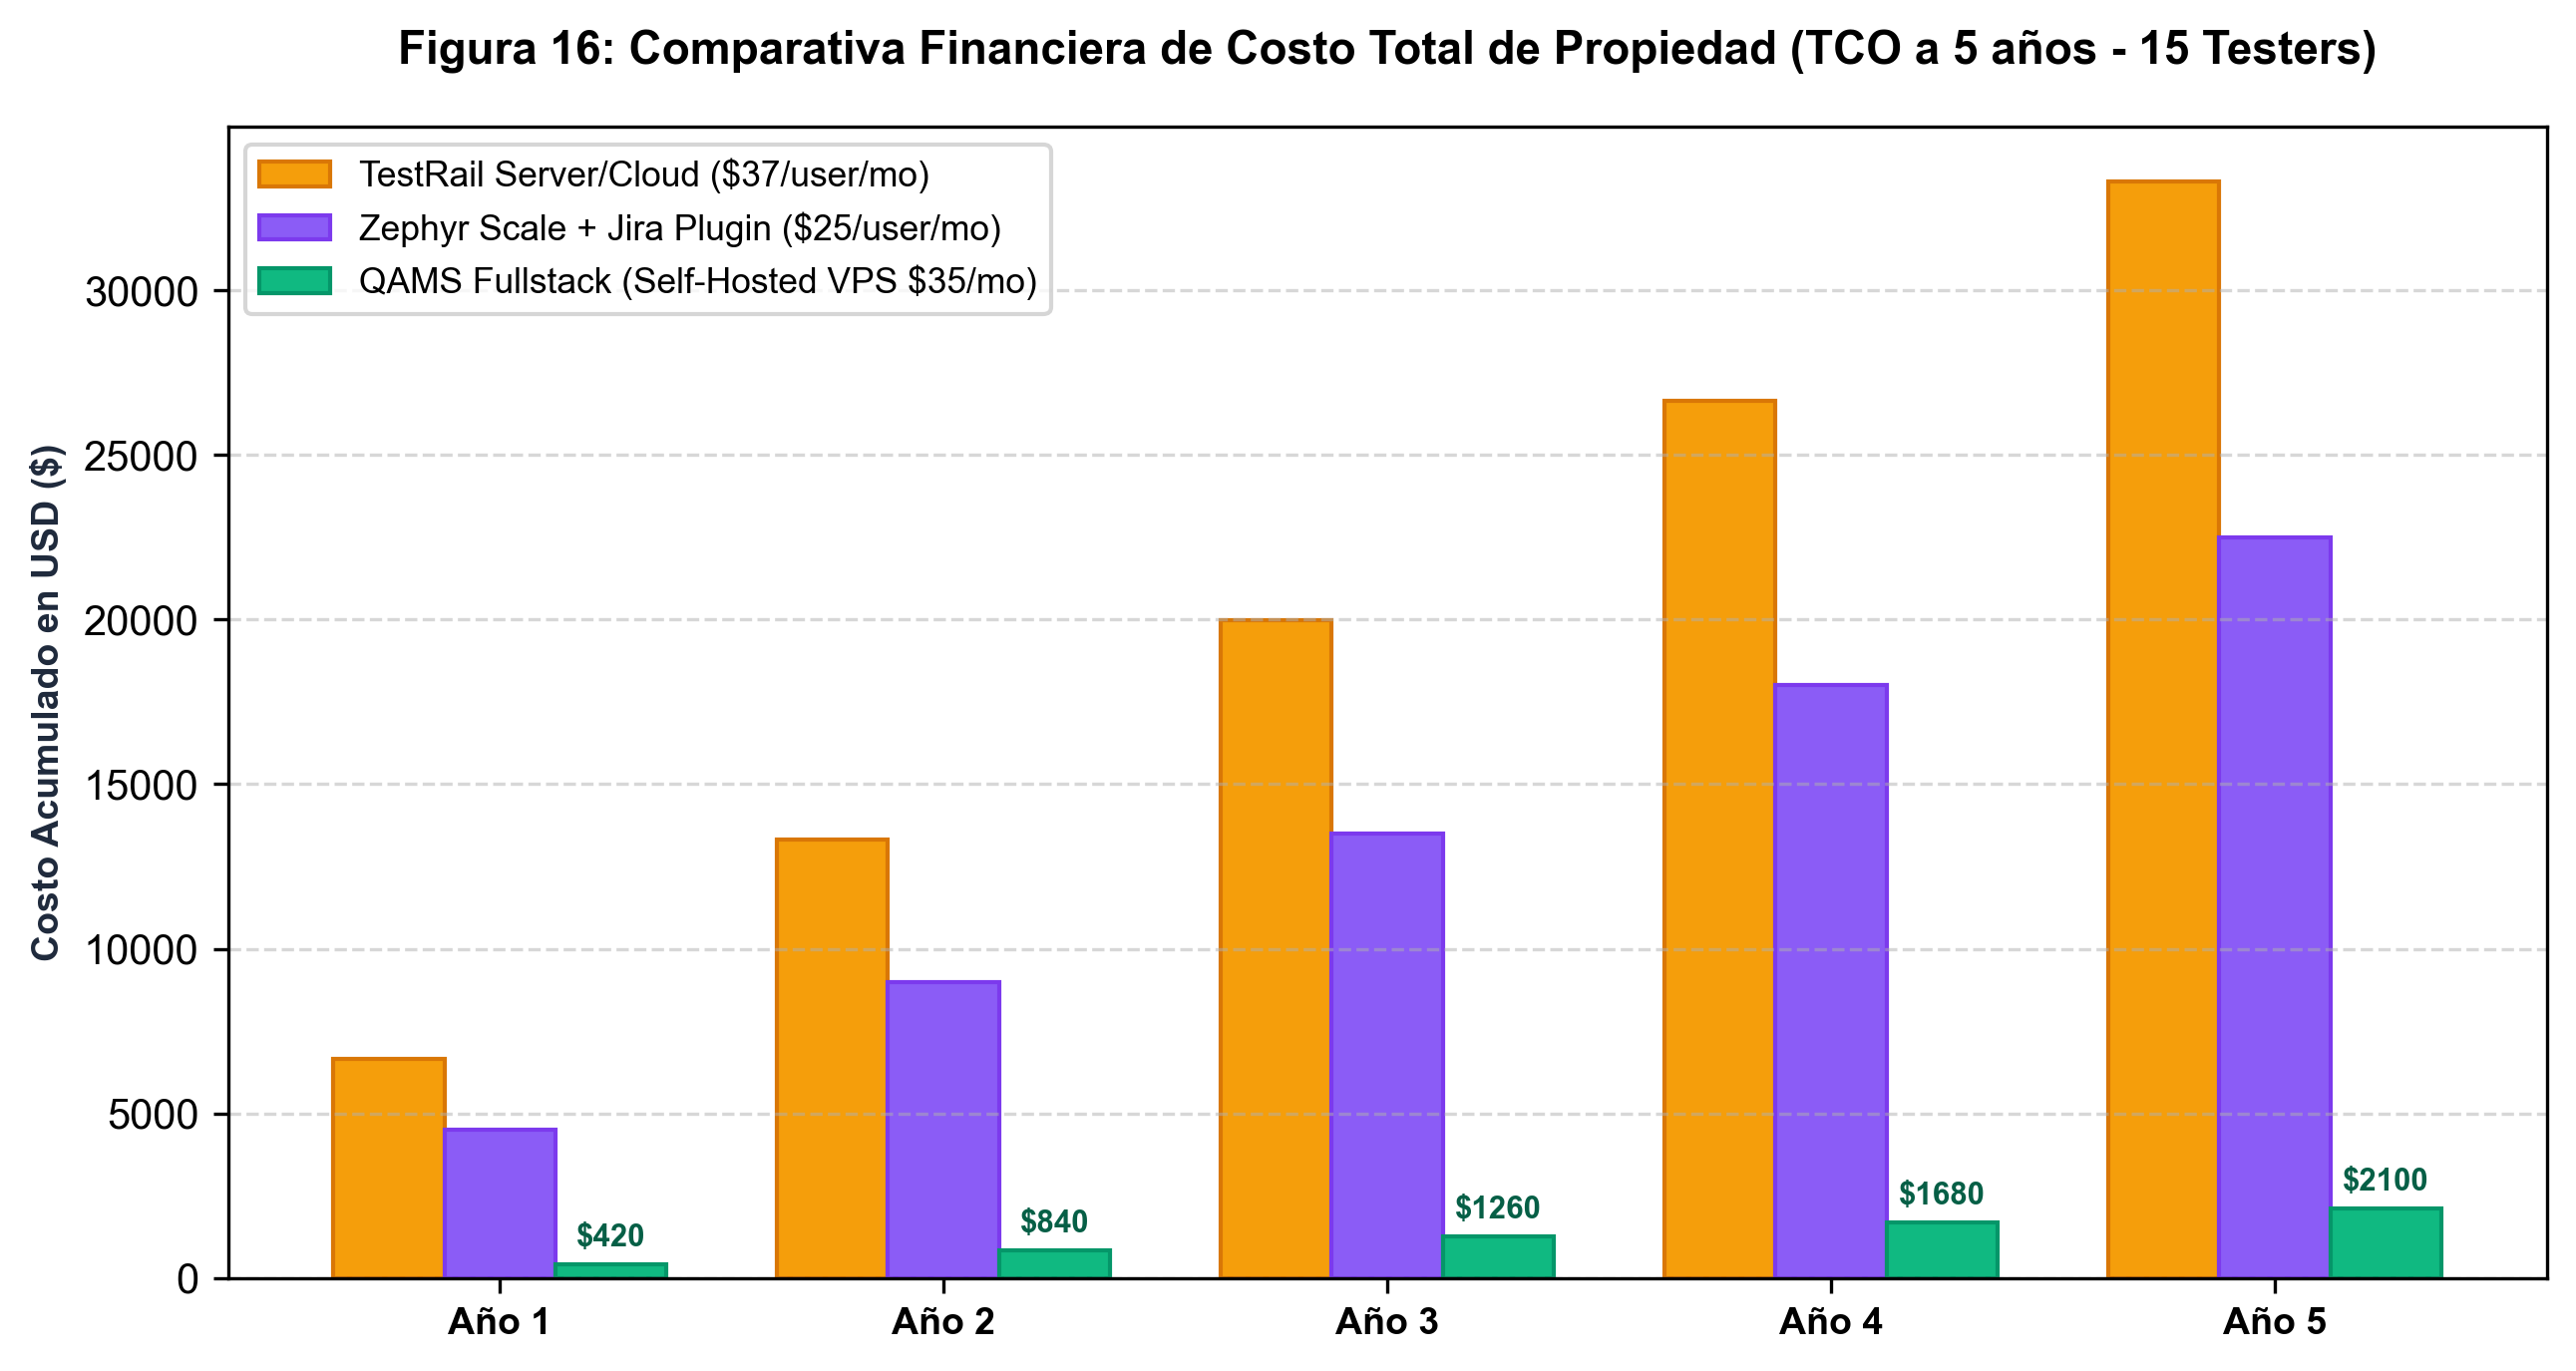 Figura 16: Comparativa Financiera de Costo Total de Propiedad (TCO a 5 años - 15 Testers)
TestRail Server/Cloud ($37/user/mo)
Zephyr Scale + Jira Plugin ($25/user/mo)
QAMS Fullstack (Self-Hosted VPS $35/mo)
Costo Acumulado en USD ($)
30000
25000
20000
15000
10000
5000
0
$420
$840
$1260
$1680
$2100
Año 1
Año 2
Año 3
Año 4
Año 5